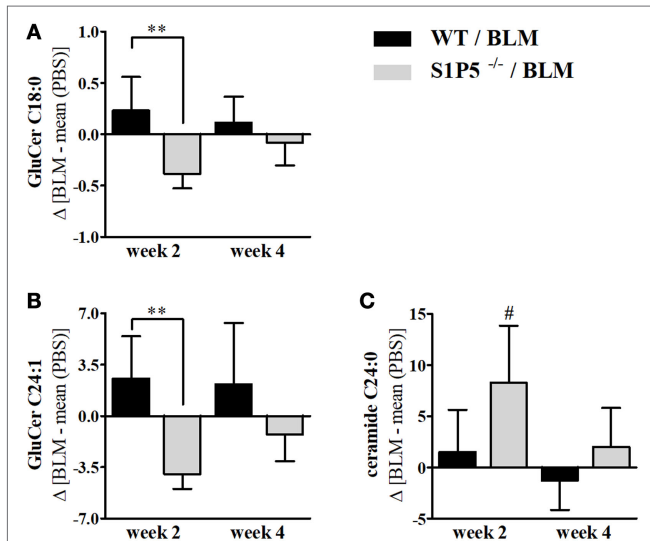 A
1.0
0.5
0.0
-0.5
-1.0
GluCer C18:0
Δ [BLM - mean (PBS)]
**
week 2
week 4
WT / BLM
S1P5 -/- / BLM
B
7.0
3.5
0.0
-3.5
-7.0
GluCer C24:1
Δ [BLM - mean (PBS)]
**
week 2
week 4
C
15
10
5
0
-5
ceramide C24:0
Δ [BLM - mean (PBS)]
#
week 2
week 4